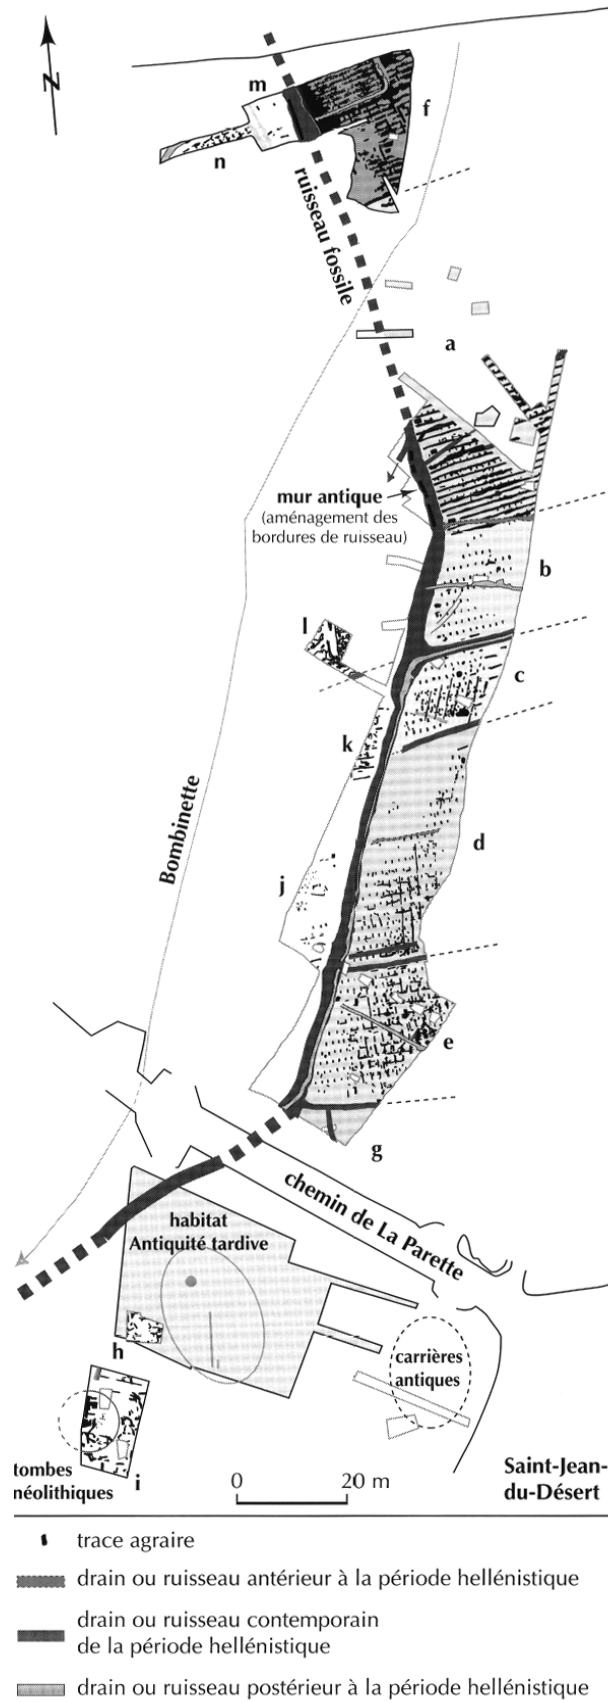 N
m
f
n
ruisseau fossile
a
mur antique
(aménagement des
bordures de ruisseau)
b
l
c
k
Bombinette
d
j
e
g
chemin de La Parette
habitat
Antiquité tardive
h
carrières
antiques
tombes
néolithiques
i
0 20 m
Saint-Jean-
du-Désert
trace agraire
drain ou ruisseau antérieur à la période hellénistique
drain ou ruisseau contemporain
de la période hellénistique
drain ou ruisseau postérieur à la période hellénistique